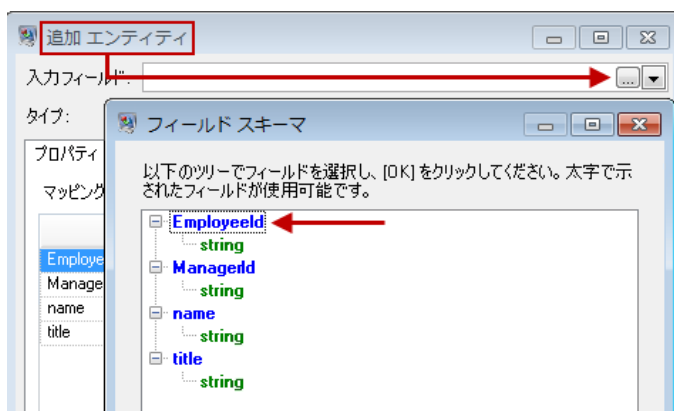 追加 エンティティ
入力フィールド:
...
タイプ:
フィールド スキーマ
プロパティ
以下のツリーでフィールドを選択し、[OK] をクリックしてください。太字で示
されたフィールドが使用可能です。
マッピング
EmployeeId
string
Employe
ManagerId
Manage
string
name
name
string
title
title
string